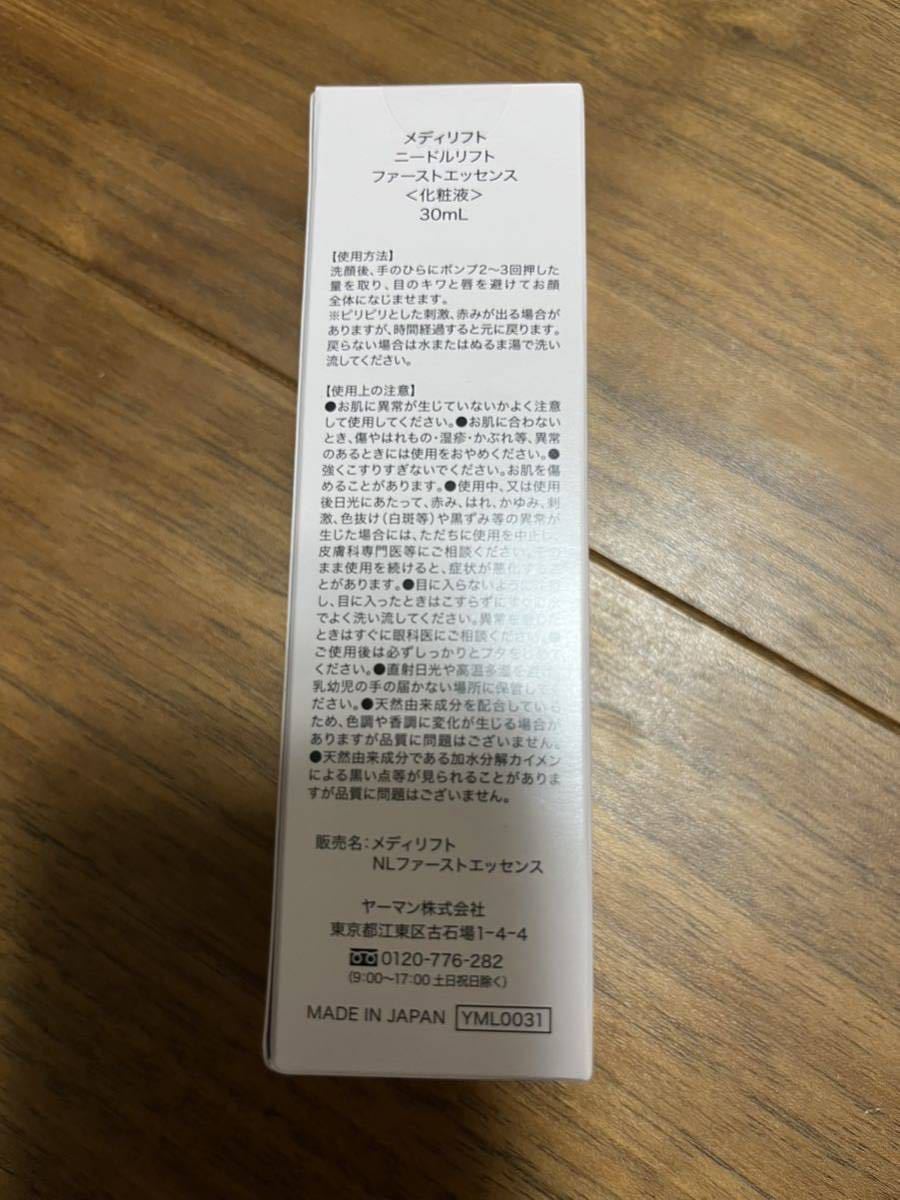 メディリフト
ニードルリフト
ファーストエッセンス
<化粧液>
30mL
【使用方法】
洗顔後、手のひらにポンプ2〜3回押した
量を取り、目のキワと唇を避けてお顔
全体になじませます。
※ピリピリとした刺激、赤みが出る場合が
ありますが、時間経過すると元に戻ります。
戻らない場合は水またはぬるま湯で洗い
流してください。
【使用上の注意】
●お肌に異常が生じていないかよく注意
して使用してください。●お肌に合わない
とき、傷やはれもの・湿疹・かぶれ等、異常
のあるときには使用をおやめください。●
強くこすりすぎないでください。お肌を傷
めることがあります。●使用中、又は使用
後日光にあたって、赤み、はれ、かゆみ、刺
激、色抜け(白斑等)や黒ずみ等の異常が
生じた場合には、ただちに使用を中止し、
皮膚科専門医等にご相談ください。その
まま使用を続けると、症状が悪化するこ
とがあります。●目に入らないように
し、目に入ったときはこすらずにすぐに
でよく洗い流してください。異常を感じた
ときはすぐに眼科医にご相談ください。●
ご使用後は必ずしっかりとフタをしめて
ください。●直射日光や高温多湿を避け
乳幼児の手の届かない場所に保管して
ださい。●天然由来成分を配合している
ため、色調や香調に変化が生じる場合が
ありますが品質に問題はございません。
●天然由来成分である加水分解カイメン
による黒い点等が見られることがありま
すが品質に問題はございません。
販売名:メディリフト
NLファーストエッセンス
ヤーマン株式会社
東京都江東区古石場1-4-4
0120-776-282
(9:00〜17:00 土日祝日除く)
MADE IN JAPAN YML0031